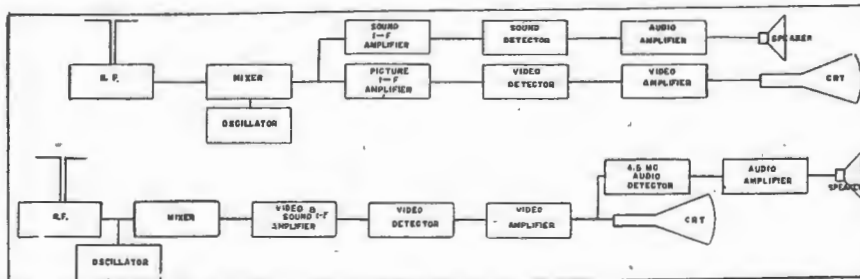 SOUND
I-F
AMPLIFIER
SOUND
DETECTOR
AUDIO
AMPLIFIER
SPEAKER
R. F.
MIXER
PICTURE
I-F
AMPLIFIER
VIDEO
DETECTOR
VIDEO
AMPLIFIER
CRT
OSCILLATOR
4.5 MC
AUDIO
DETECTOR
AUDIO
AMPLIFIER
SPEAKER
R.F.
MIXER
VIDEO &
SOUND I-F
AMPLIFIER
VIDEO
DETECTOR
VIDEO
AMPLIFIER
CRT
OSCILLATOR